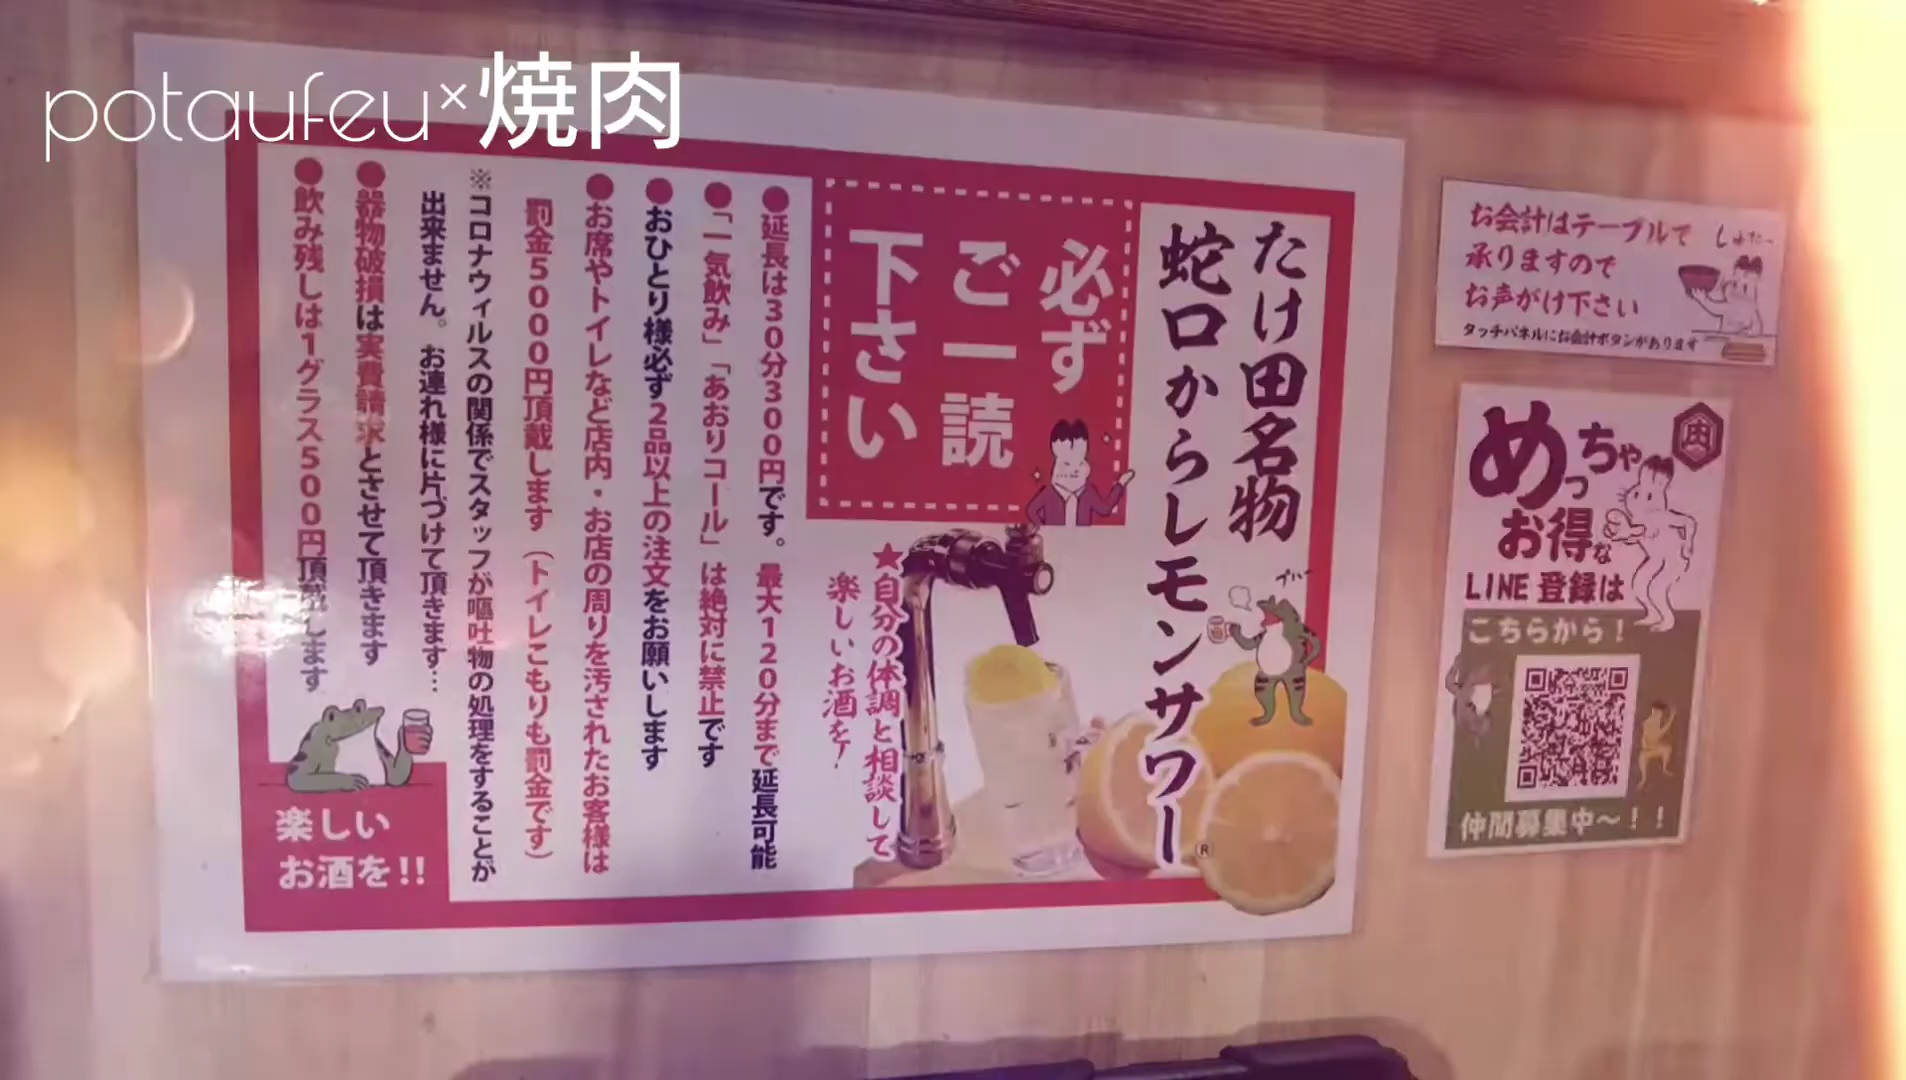 potaufeu×焼肉
たけ田名物
蛇口からレモンサワー®
必ず
ご一読
下さい
プハー
★自分の体調と相談して
楽しいお酒を!
●延長は30分300円です。最大120分まで延長可能
●「一気飲み」「あおりコール」は絶対に禁止です
●おひとり様必ず2品以上の注文をお願いします
●お席やトイレなど店内・お店の周りを汚されたお客様は
罰金5000円頂戴します(トイレこもりも罰金です)
※コロナウィルスの関係でスタッフが嘔吐物の処理をすることが
出来ません。お連れ様に片づけて頂きます…
●器物破損は実費請求とさせて頂きます
●飲み残しは1グラス500円頂戴します
楽しい
お酒を!!
お会計はテーブルで
承りますので
お声がけ下さい
タッチパネルにお会計ボタンがあります
めっちゃ
お得な
LINE 登録は
こちらから!
仲間募集中〜!!